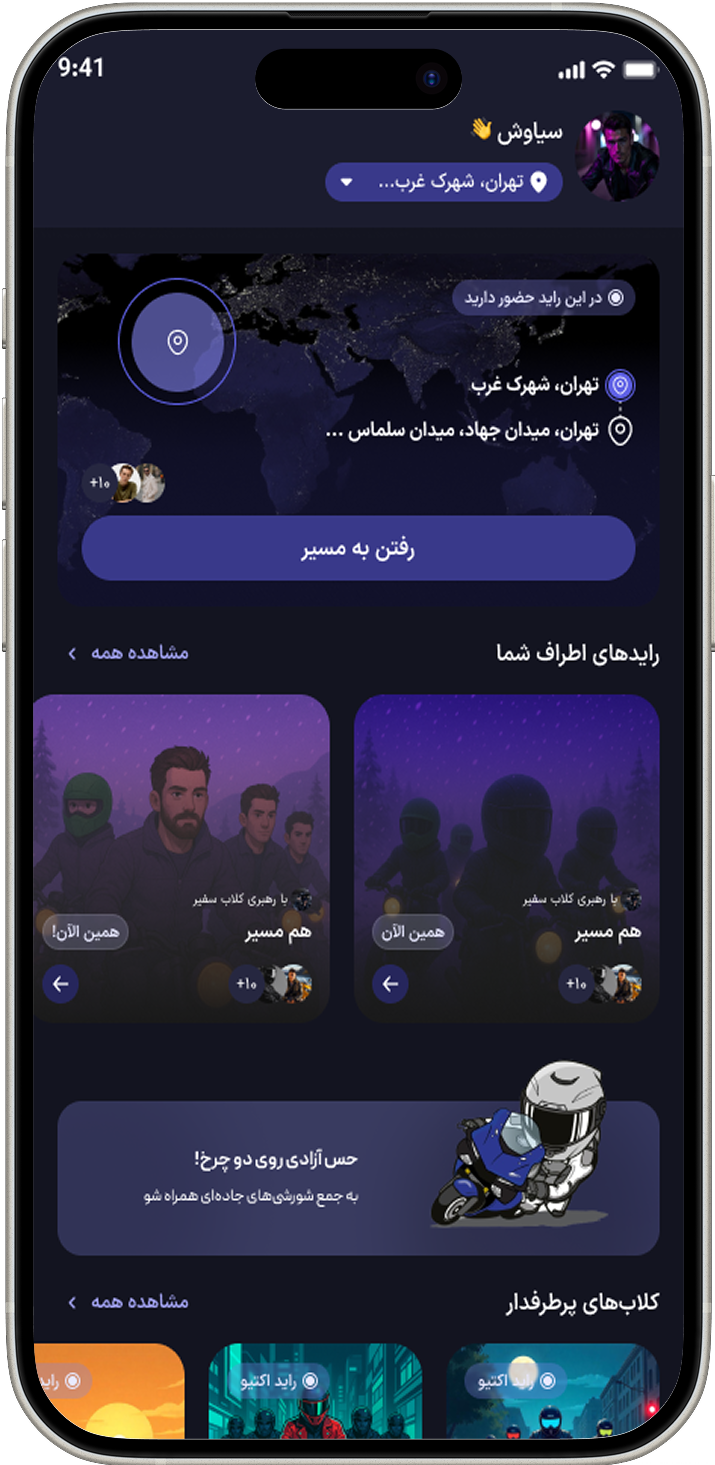 9:41
سیاوش 👋
تهران، شهرک غرب...
در این راید حضور دارید
تهران، شهرک غرب
تهران، میدان جهاد، میدان سلماس ...
+۱۰
رفتن به مسیر
رایدهای اطراف شما
مشاهده همه
با رهبری کلاب سفیر
هم مسیر
همین الآن
+۱۰
با رهبری کلاب سفیر
هم مسیر
همین الآن!
+۱۰
حس آزادی روی دو چرخ!
به جمع شورشی‌های جاده‌ای همراه شو
کلاب‌های پرطرفدار
مشاهده همه
راید اکتیو
راید اکتیو
راید